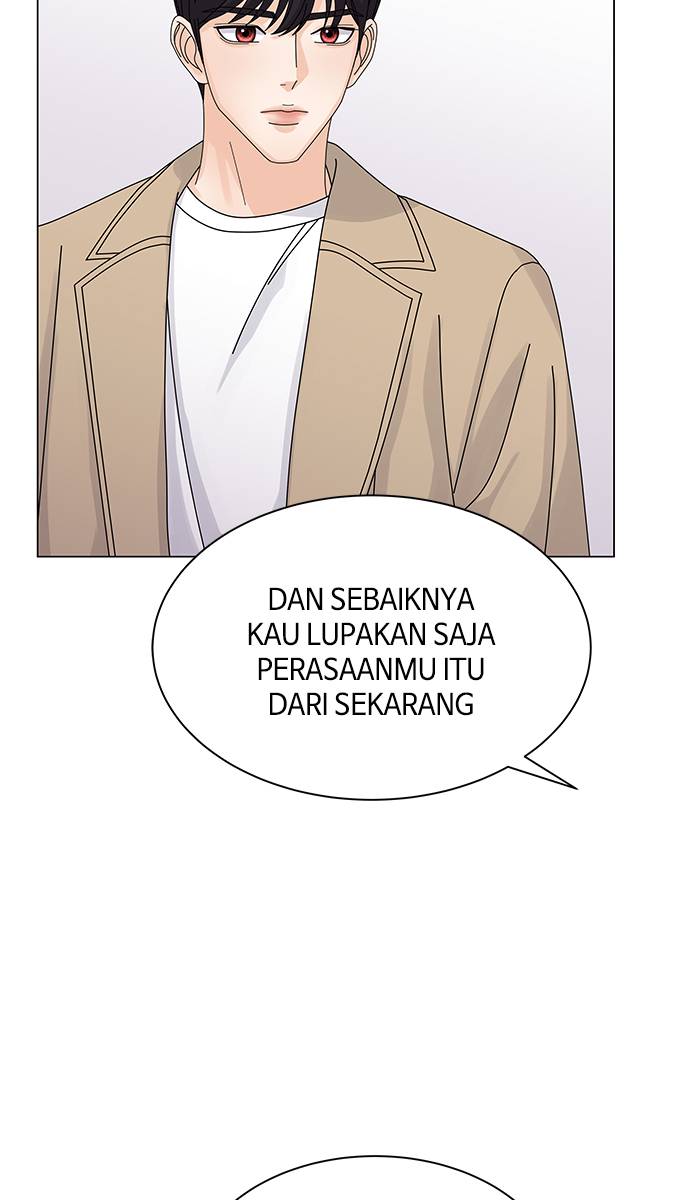 DAN SEBAIKNYA
KAU LUPAKAN SAJA
PERASAANMU ITU
DARI SEKARANG